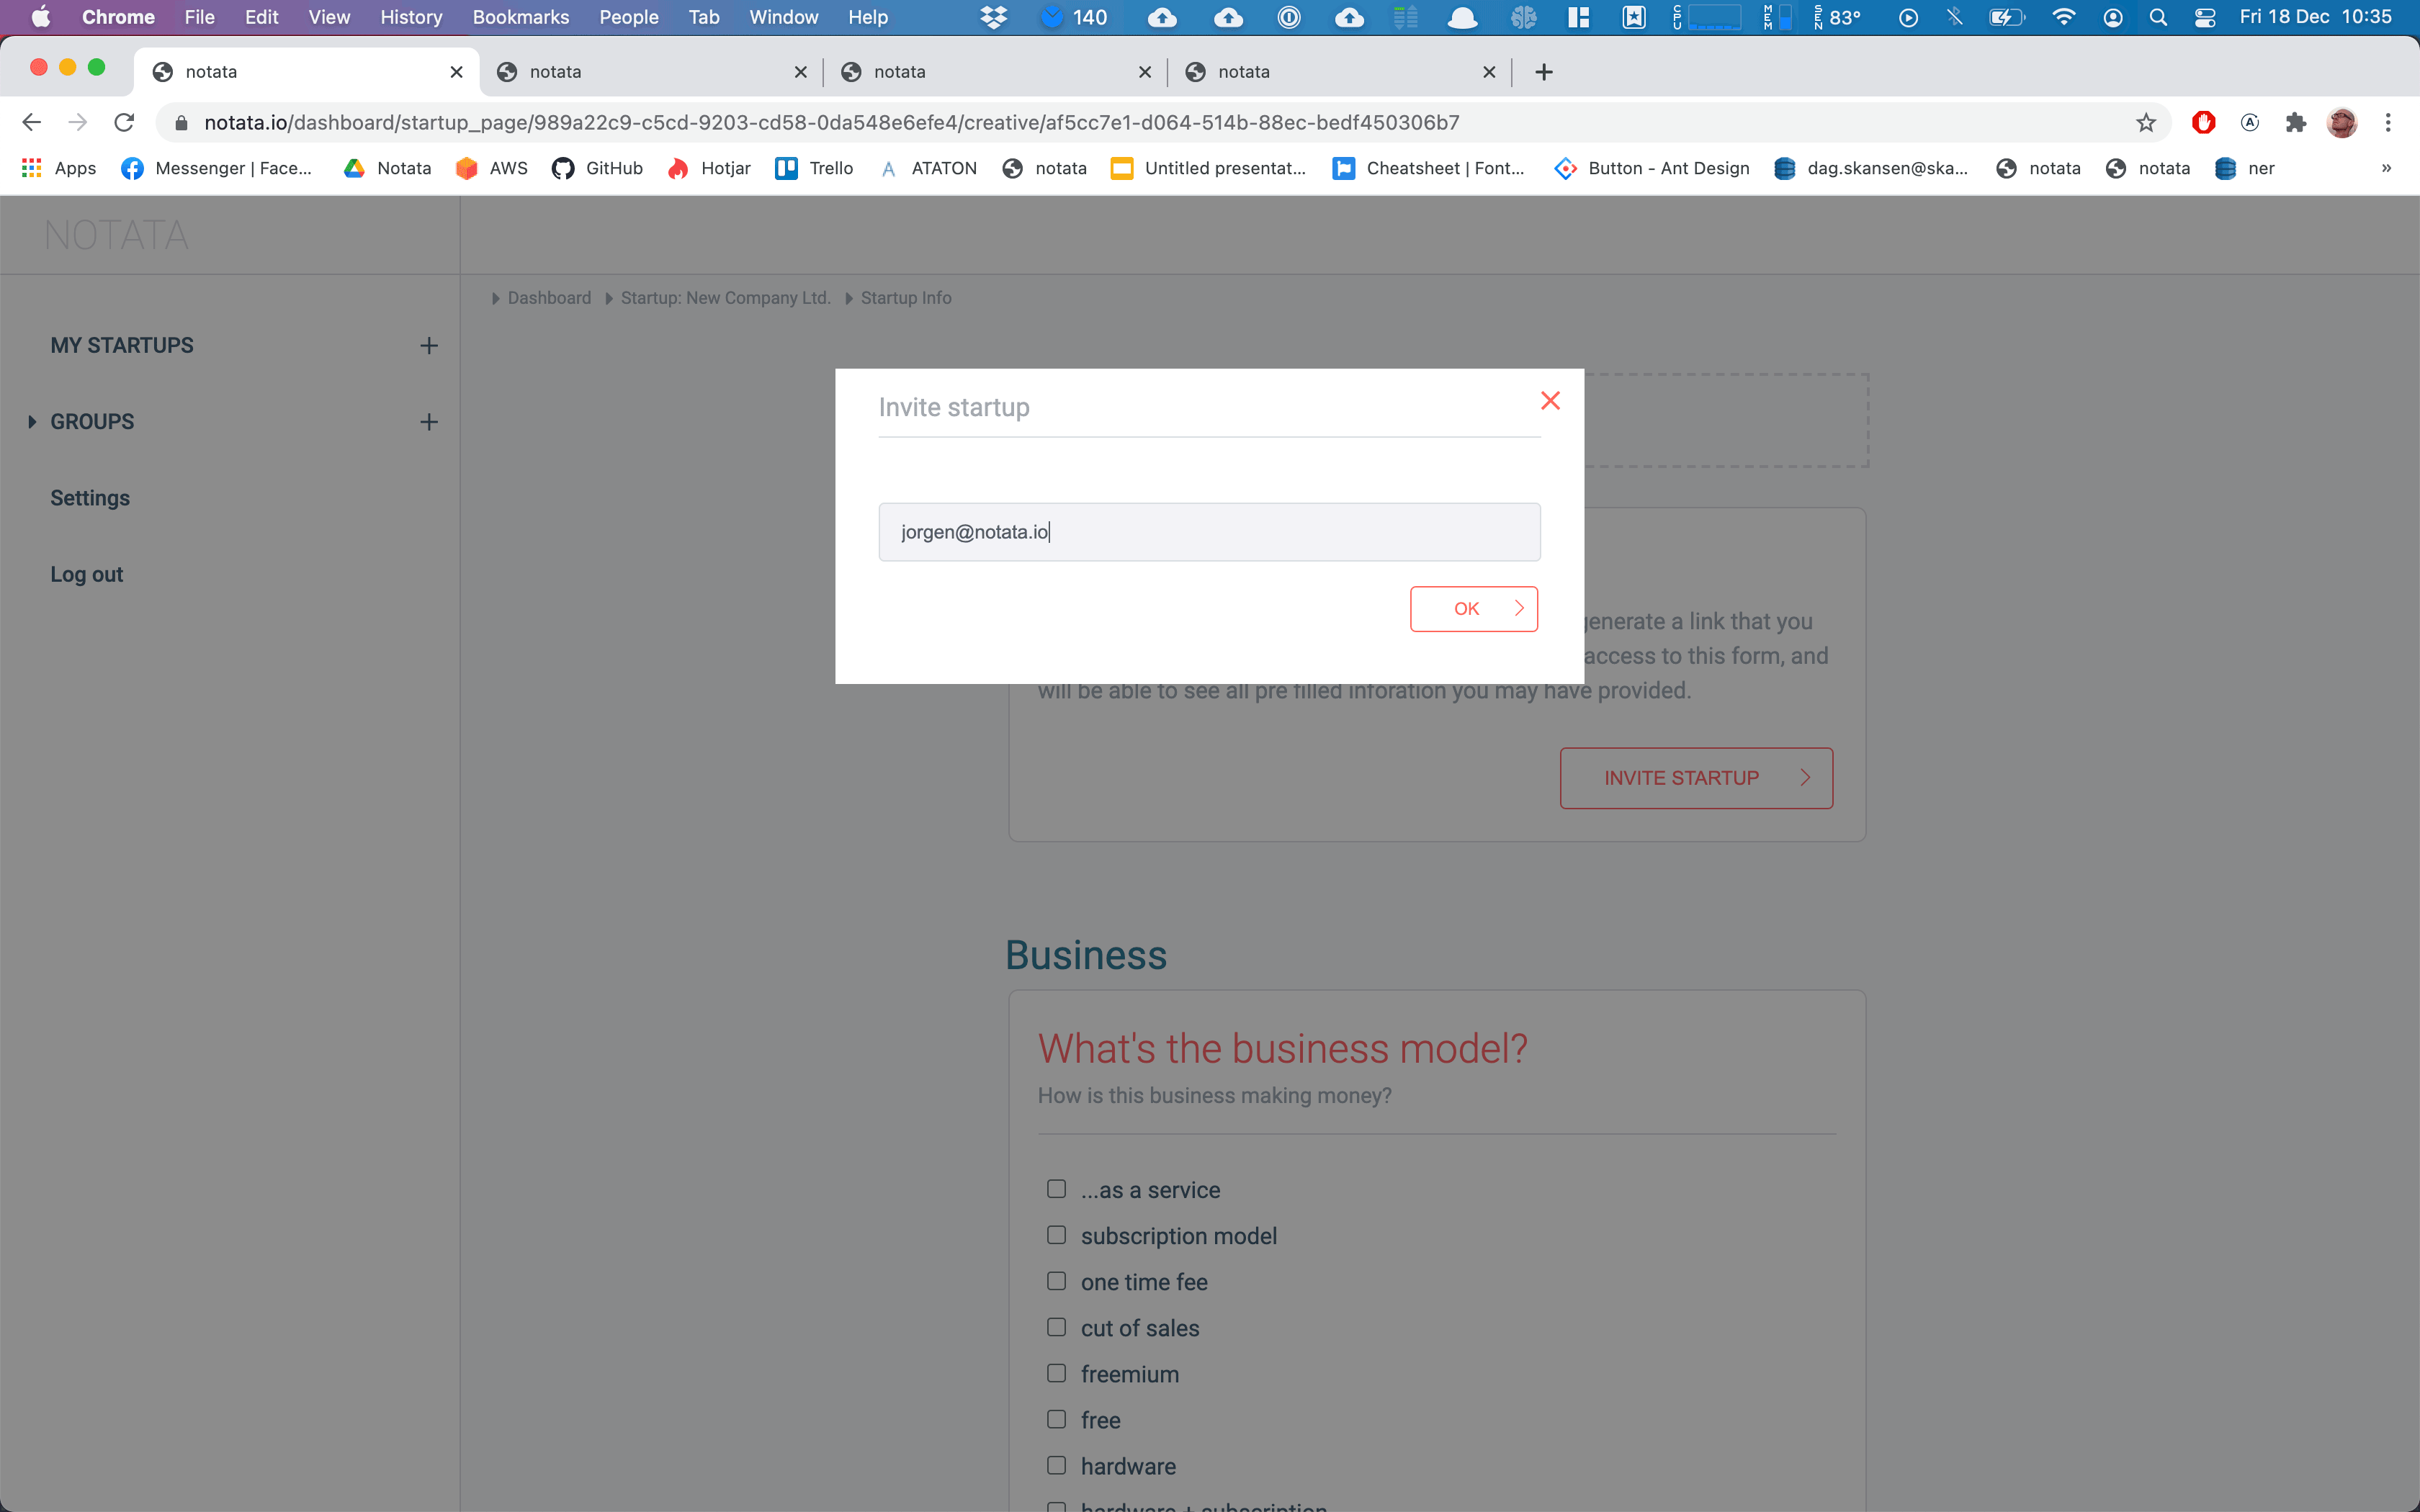 Chrome File Edit View History Bookmarks People Tab Window Help 140 CPU MEM SEN 83° Fri 18 Dec 10:35
notata notata notata notata
notata.io/dashboard/startup_page/989a22c9-c5cd-9203-cd58-0da548e6efe4/creative/af5cc7e1-d064-514b-88ec-bedf450306b7
Apps Messenger | Face... Notata AWS GitHub Hotjar Trello ATATON notata Untitled presentat... Cheatsheet | Font... Button - Ant Design dag.skansen@ska... notata notata ner »
NOTATA
Dashboard Startup: New Company Ltd. Startup Info
MY STARTUPS
GROUPS
Settings
Log out
Invite startup
jorgen@notata.io
OK
generate a link that you
access to this form, and
will be able to see all pre filled inforation you may have provided.
INVITE STARTUP
Business
What's the business model?
How is this business making money?
...as a service
subscription model
one time fee
cut of sales
freemium
free
hardware
hardware + subscription